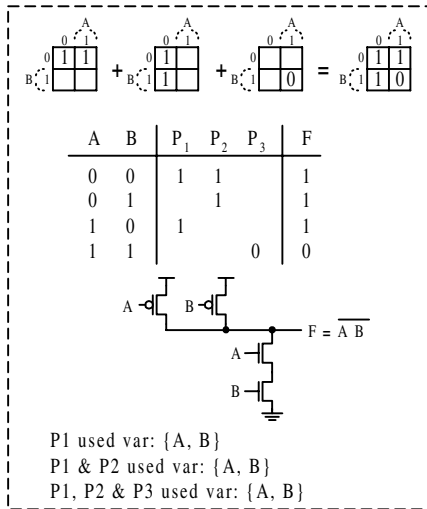 A A A A
0 1 0 1 0 1 0 1
0 1 1 0 1 0 0 1 1
+ + =
B 1 B 1 1 B 1 0 B 1 1 0
A B P1 P2 P3 F
0 0 1 1 1
0 1 1 1
1 0 1 1
1 1 0 0
A B
F = A B
A
B
P1 used var: {A, B}
P1 & P2 used var: {A, B}
P1, P2 & P3 used var: {A, B}